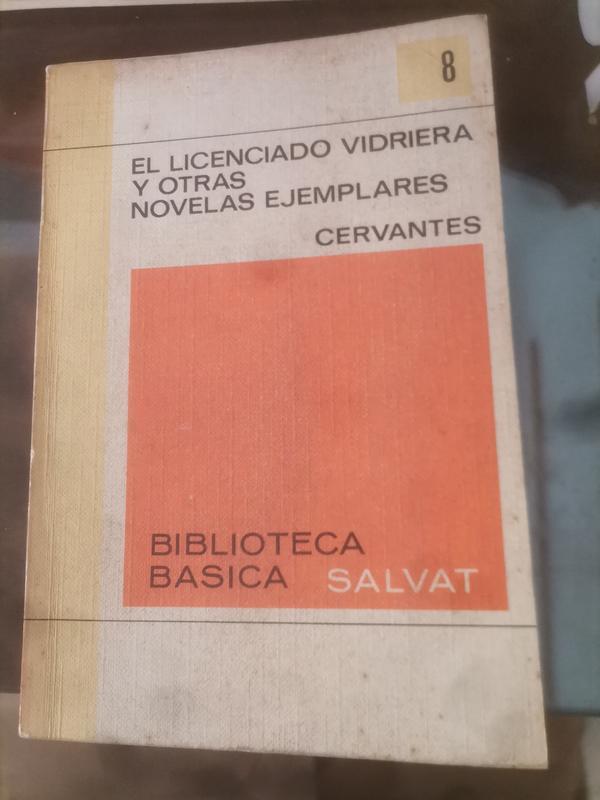 8
EL LICENCIADO VIDRIERA
Y OTRAS
NOVELAS EJEMPLARES
CERVANTES
BIBLIOTECA
BASICA SALVAT